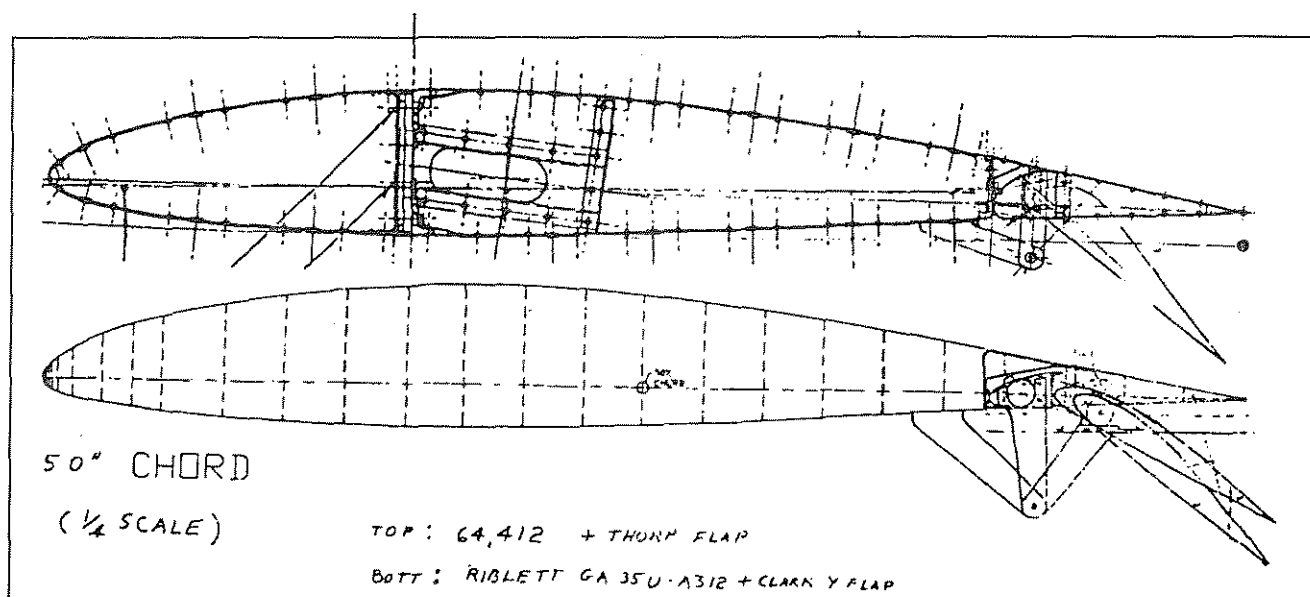 50" CHORD
(1/4 SCALE)
TOP: 64,412 + THORP FLAP
BOTT: RIBLETT GA 35U-A312 + CLARK Y FLAP